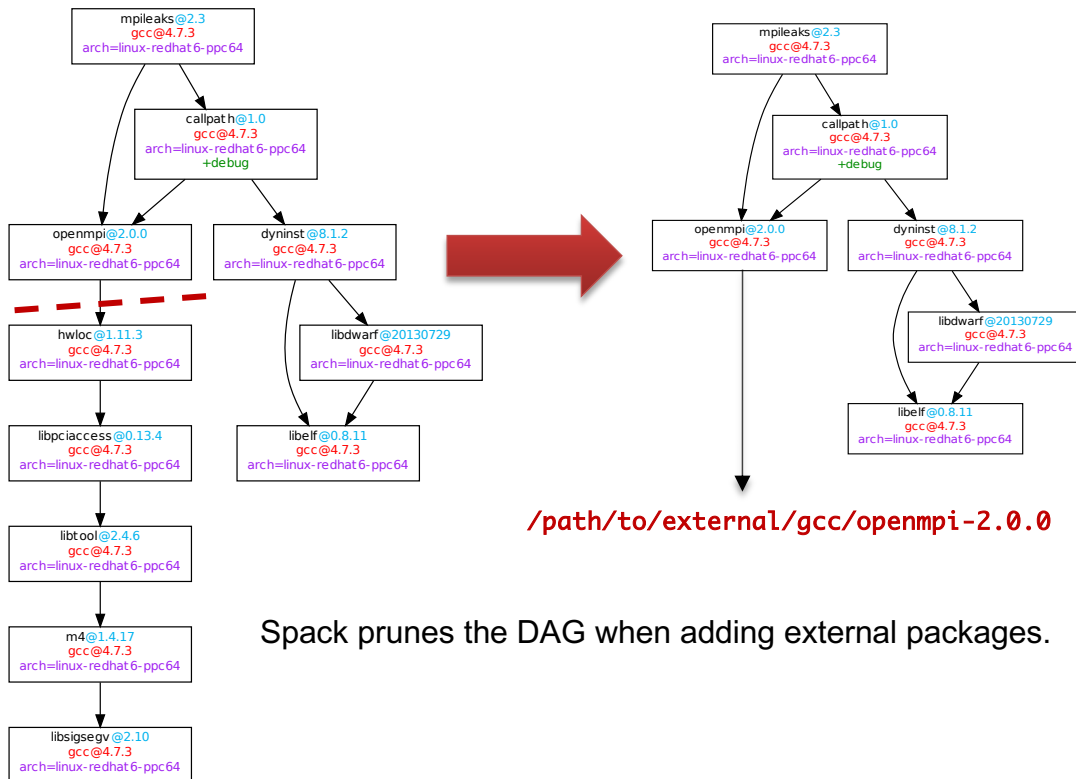 mpileaks@2.3
gcc@4.7.3
arch=linux-redhat6-ppc64
callpath@1.0
gcc@4.7.3
arch=linux-redhat6-ppc64
+debug
openmpi@2.0.0
gcc@4.7.3
arch=linux-redhat6-ppc64
dyninst@8.1.2
gcc@4.7.3
arch=linux-redhat6-ppc64
hwloc@1.11.3
gcc@4.7.3
arch=linux-redhat6-ppc64
libdwarf@20130729
gcc@4.7.3
arch=linux-redhat6-ppc64
libpciaccess@0.13.4
gcc@4.7.3
arch=linux-redhat6-ppc64
libelf@0.8.11
gcc@4.7.3
arch=linux-redhat6-ppc64
libtool@2.4.6
gcc@4.7.3
arch=linux-redhat6-ppc64
m4@1.4.17
gcc@4.7.3
arch=linux-redhat6-ppc64
libsigsegv@2.10
gcc@4.7.3
arch=linux-redhat6-ppc64
mpileaks@2.3
gcc@4.7.3
arch=linux-redhat6-ppc64
callpath@1.0
gcc@4.7.3
arch=linux-redhat6-ppc64
+debug
openmpi@2.0.0
gcc@4.7.3
arch=linux-redhat6-ppc64
dyninst@8.1.2
gcc@4.7.3
arch=linux-redhat6-ppc64
libdwarf@20130729
gcc@4.7.3
arch=linux-redhat6-ppc64
libelf@0.8.11
gcc@4.7.3
arch=linux-redhat6-ppc64
/path/to/external/gcc/openmpi-2.0.0
Spack prunes the DAG when adding external packages.